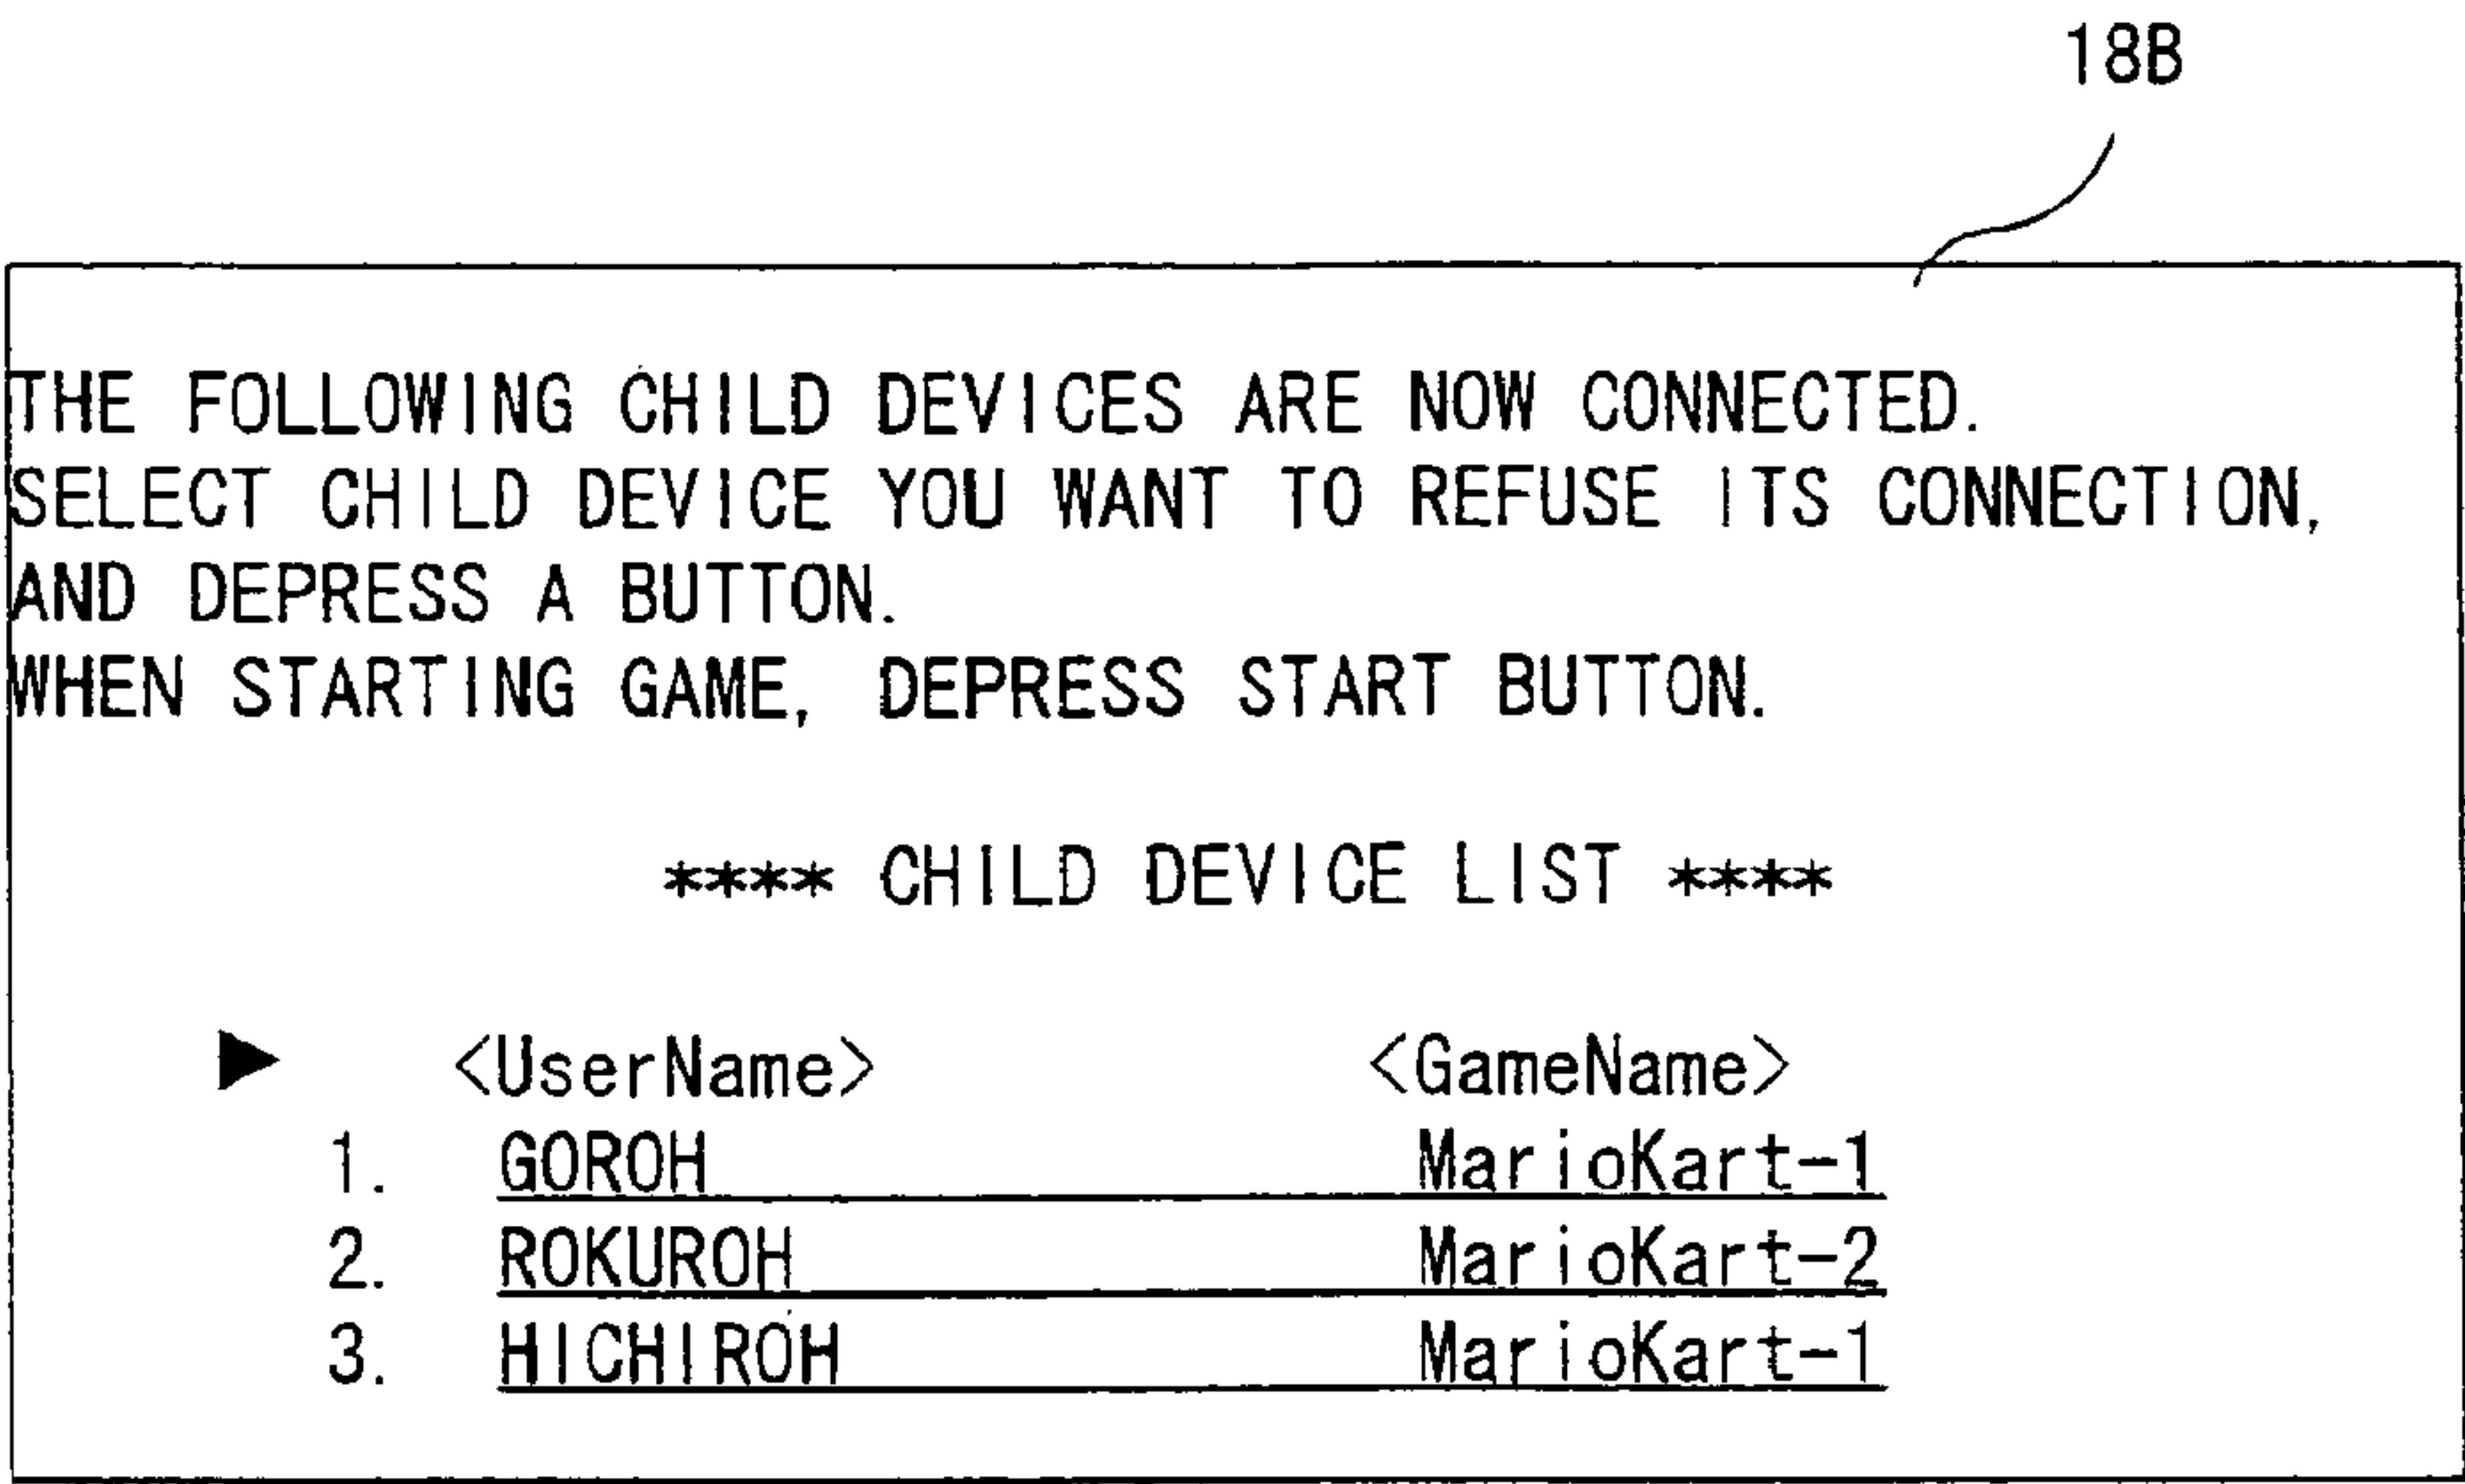 18B
THE FOLLOWING CHILD DEVICES ARE NOW CONNECTED.
SELECT CHILD DEVICE YOU WANT TO REFUSE ITS CONNECTION,
AND DEPRESS A BUTTON.
WHEN STARTING GAME, DEPRESS START BUTTON.
**** CHILD DEVICE LIST ****
▶ <UserName> <GameName>
1. GOROH MarioKart-1
2. ROKUROH MarioKart-2
3. HICHIROH MarioKart-1